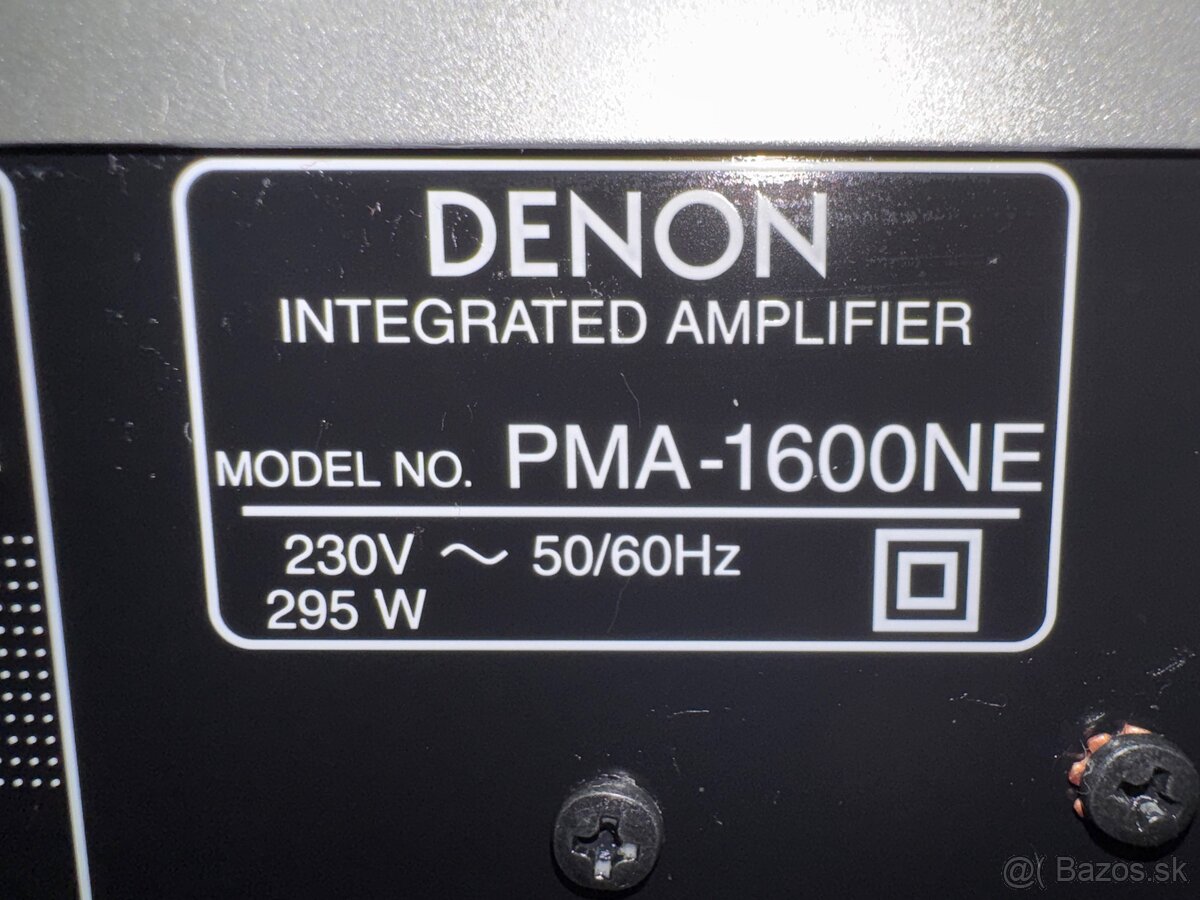 DENON
INTEGRATED AMPLIFIER
MODEL NO. PMA-1600NE
230V ~ 50/60Hz
295 W
@( Bazos.sk